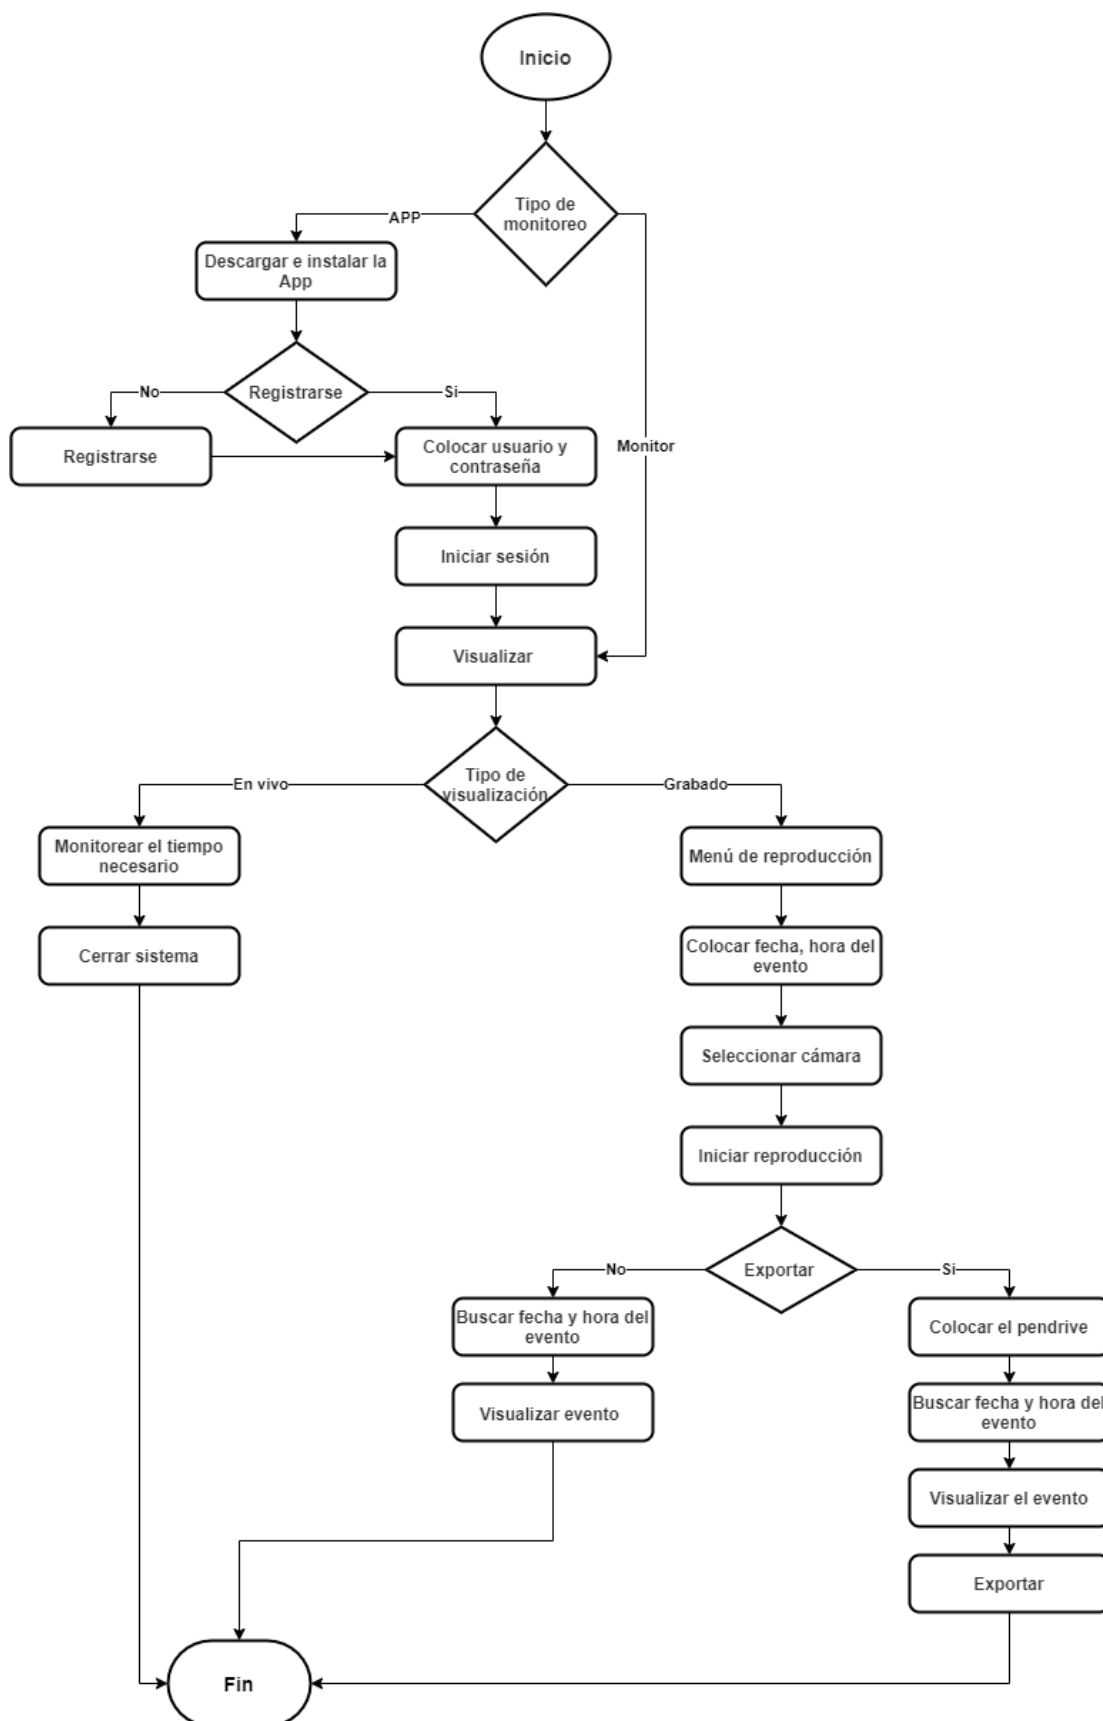 Inicio
Tipo de
monitoreo
APP
Descargar e instalar la
App
Registrarse
No
Si
Registrarse
Colocar usuario y
contraseña
Monitor
Iniciar sesión
Visualizar
Tipo de
visualización
En vivo
Grabado
Monitorear el tiempo
necesario
Menú de reproducción
Cerrar sistema
Colocar fecha, hora del
evento
Seleccionar cámara
Iniciar reproducción
Exportar
No
Si
Buscar fecha y hora del
evento
Colocar el pendrive
Visualizar evento
Buscar fecha y hora del
evento
Visualizar el evento
Exportar
Fin